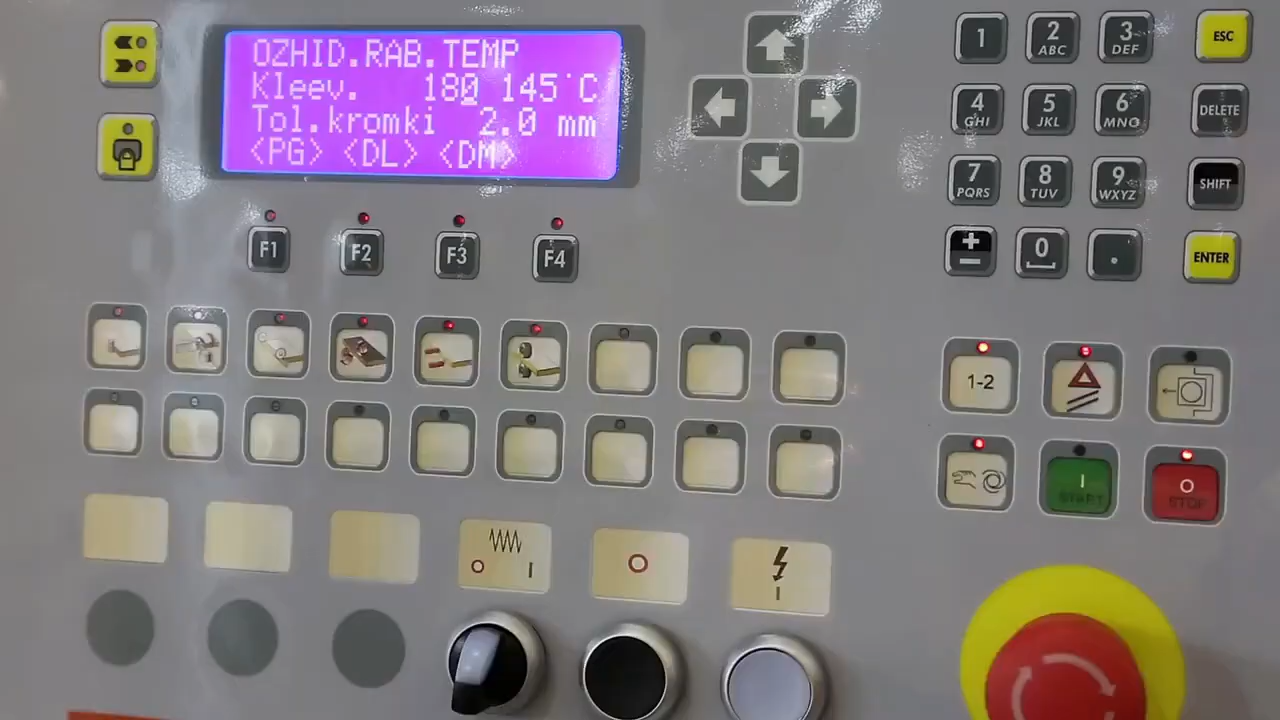 OZHID.RAB.TEMP
Kleev. 180 145°C
Tol.kromki 2.0 mm
<PG> <DL> <DM>
F1 F2 F3 F4
1 2 ABC 3 DEF ESC
4 GHI 5 JKL 6 MNO DELETE
7 PQRS 8 TUV 9 WXYZ SHIFT
+ - 0 . ENTER
1-2
I START O STOP
O I O I